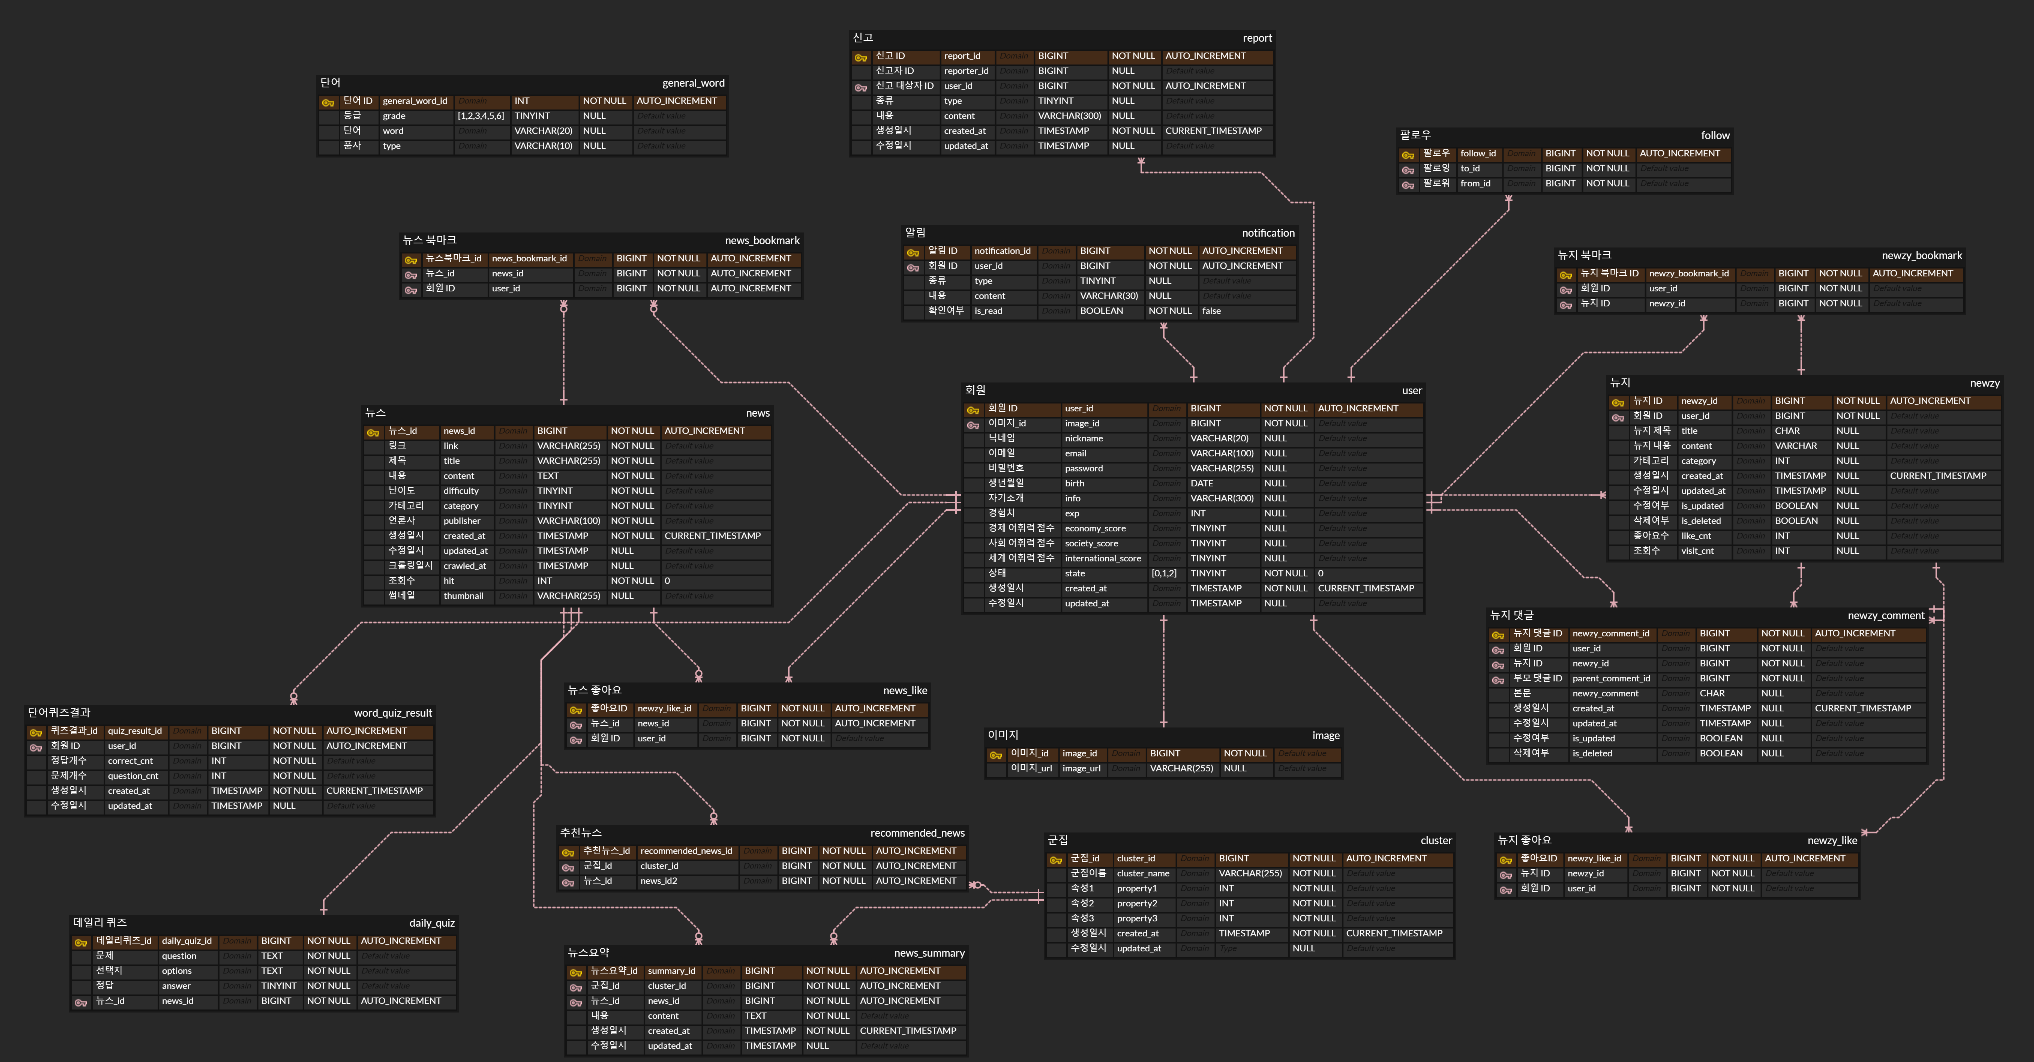 단어 general_word
단어 ID general_word_id Domain INT NOT NULL AUTO_INCREMENT
등급 grade [1,2,3,4,5,6] TINYINT NULL Default value
단어 word Domain VARCHAR(20) NULL Default value
품사 type Domain VARCHAR(10) NULL Default value
신고 report
신고 ID report_id Domain BIGINT NOT NULL AUTO_INCREMENT
신고자 ID reporter_id Domain BIGINT NULL Default value
신고 대상자 ID user_id Domain BIGINT NOT NULL AUTO_INCREMENT
종류 type Domain TINYINT NULL Default value
내용 content Domain VARCHAR(300) NULL Default value
생성일시 created_at Domain TIMESTAMP NOT NULL CURRENT_TIMESTAMP
수정일시 updated_at Domain TIMESTAMP NULL Default value
팔로우 follow
팔로우 follow_id Domain BIGINT NOT NULL AUTO_INCREMENT
팔로잉 to_id Domain BIGINT NOT NULL Default value
팔로워 from_id Domain BIGINT NOT NULL Default value
뉴스 북마크 news_bookmark
뉴스북마크_id news_bookmark_id Domain BIGINT NOT NULL AUTO_INCREMENT
뉴스_id news_id Domain BIGINT NOT NULL AUTO_INCREMENT
회원 ID user_id Domain BIGINT NOT NULL AUTO_INCREMENT
알림 notification
알림 ID notification_id Domain BIGINT NOT NULL AUTO_INCREMENT
회원 ID user_id Domain BIGINT NOT NULL AUTO_INCREMENT
종류 type Domain TINYINT NULL Default value
내용 content Domain VARCHAR(30) NULL Default value
확인여부 is_read Domain BOOLEAN NOT NULL false
뉴지 북마크 newzy_bookmark
뉴지 북마크 ID newzy_bookmark_id Domain BIGINT NOT NULL AUTO_INCREMENT
회원 ID user_id Domain BIGINT NOT NULL Default value
뉴지 ID newzy_id Domain BIGINT NOT NULL Default value
뉴스 news
뉴스_id news_id Domain BIGINT NOT NULL AUTO_INCREMENT
링크 link Domain VARCHAR(255) NOT NULL Default value
제목 title Domain VARCHAR(255) NOT NULL Default value
내용 content Domain TEXT NOT NULL Default value
난이도 difficulty Domain TINYINT NOT NULL Default value
카테고리 category Domain TINYINT NOT NULL Default value
언론사 publisher Domain VARCHAR(100) NOT NULL Default value
생성일시 created_at Domain TIMESTAMP NOT NULL CURRENT_TIMESTAMP
수정일시 updated_at Domain TIMESTAMP NULL Default value
크롤링일시 crawled_at Domain TIMESTAMP NULL Default value
조회수 hit Domain INT NOT NULL 0
썸네일 thumbnail Domain VARCHAR(255) NULL Default value
회원 user
회원 ID user_id Domain BIGINT NOT NULL AUTO_INCREMENT
이미지_id image_id Domain BIGINT NOT NULL Default value
닉네임 nickname Domain VARCHAR(20) NULL Default value
이메일 email Domain VARCHAR(100) NULL Default value
비밀번호 password Domain VARCHAR(255) NULL Default value
생년월일 birth Domain DATE NULL Default value
자기소개 info Domain VARCHAR(300) NULL Default value
경험치 exp Domain INT NULL Default value
경제 어휘력 점수 economy_score Domain TINYINT NULL Default value
사회 어휘력 점수 society_score Domain TINYINT NULL Default value
세계 어휘력 점수 international_score Domain TINYINT NULL Default value
상태 state [0,1,2] TINYINT NOT NULL 0
생성일시 created_at Domain TIMESTAMP NOT NULL CURRENT_TIMESTAMP
수정일시 updated_at Domain TIMESTAMP NULL Default value
뉴지 newzy
뉴지 ID newzy_id Domain BIGINT NOT NULL AUTO_INCREMENT
회원 ID user_id Domain BIGINT NOT NULL Default value
뉴지 제목 title Domain CHAR NULL Default value
뉴지 내용 content Domain VARCHAR NULL Default value
카테고리 category Domain INT NULL Default value
생성일시 created_at Domain TIMESTAMP NULL CURRENT_TIMESTAMP
수정일시 updated_at Domain TIMESTAMP NULL Default value
수정여부 is_updated Domain BOOLEAN NULL Default value
삭제여부 is_deleted Domain BOOLEAN NULL Default value
좋아요수 like_cnt Domain INT NULL Default value
조회수 visit_cnt Domain INT NULL Default value
뉴지 댓글 newzy_comment
뉴지 댓글 ID newzy_comment_id Domain BIGINT NOT NULL AUTO_INCREMENT
회원 ID user_id Domain BIGINT NOT NULL Default value
뉴지 ID newzy_id Domain BIGINT NOT NULL Default value
부모 댓글 ID parent_comment_id Domain BIGINT NOT NULL Default value
본문 newzy_comment Domain CHAR NULL Default value
생성일시 created_at Domain TIMESTAMP NULL CURRENT_TIMESTAMP
수정일시 updated_at Domain TIMESTAMP NULL Default value
수정여부 is_updated Domain BOOLEAN NULL Default value
삭제여부 is_deleted Domain BOOLEAN NULL Default value
뉴스 좋아요 news_like
좋아요ID newzy_like_id Domain BIGINT NOT NULL AUTO_INCREMENT
뉴스_id news_id Domain BIGINT NOT NULL AUTO_INCREMENT
회원 ID user_id Domain BIGINT NOT NULL Default value
단어퀴즈결과 word_quiz_result
퀴즈결과_id quiz_result_id Domain BIGINT NOT NULL AUTO_INCREMENT
회원 ID user_id Domain BIGINT NOT NULL AUTO_INCREMENT
정답개수 correct_cnt Domain INT NOT NULL Default value
문제개수 question_cnt Domain INT NOT NULL Default value
생성일시 created_at Domain TIMESTAMP NOT NULL CURRENT_TIMESTAMP
수정일시 updated_at Domain TIMESTAMP NULL Default value
이미지 image
이미지_id image_id Domain BIGINT NOT NULL Default value
이미지_url image_url Domain VARCHAR(255) NULL Default value
추천뉴스 recommended_news
추천뉴스_id recommended_news_id Domain BIGINT NOT NULL AUTO_INCREMENT
군집_id cluster_id Domain BIGINT NOT NULL AUTO_INCREMENT
뉴스_id news_id2 Domain BIGINT NOT NULL AUTO_INCREMENT
군집 cluster
군집_id cluster_id Domain BIGINT NOT NULL AUTO_INCREMENT
군집이름 cluster_name Domain VARCHAR(255) NOT NULL Default value
속성1 property1 Domain INT NOT NULL Default value
속성2 property2 Domain INT NOT NULL Default value
속성3 property3 Domain INT NOT NULL Default value
생성일시 created_at Domain TIMESTAMP NOT NULL CURRENT_TIMESTAMP
수정일시 updated_at Domain Type NULL Default value
뉴지 좋아요 newzy_like
좋아요ID newzy_like_id Domain BIGINT NOT NULL AUTO_INCREMENT
뉴지 ID newzy_id Domain BIGINT NOT NULL Default value
회원 ID user_id Domain BIGINT NOT NULL Default value
데일리 퀴즈 daily_quiz
데일리퀴즈_id daily_quiz_id Domain BIGINT NOT NULL AUTO_INCREMENT
문제 question Domain TEXT NOT NULL Default value
선택지 options Domain TEXT NOT NULL Default value
정답 answer Domain TINYINT NOT NULL Default value
뉴스_id news_id Domain BIGINT NOT NULL AUTO_INCREMENT
뉴스요약 news_summary
뉴스요약_id summary_id Domain BIGINT NOT NULL AUTO_INCREMENT
군집_id cluster_id Domain BIGINT NOT NULL AUTO_INCREMENT
뉴스_id news_id Domain BIGINT NOT NULL AUTO_INCREMENT
내용 content Domain TEXT NOT NULL Default value
생성일시 created_at Domain TIMESTAMP NOT NULL CURRENT_TIMESTAMP
수정일시 updated_at Domain TIMESTAMP NULL Default value